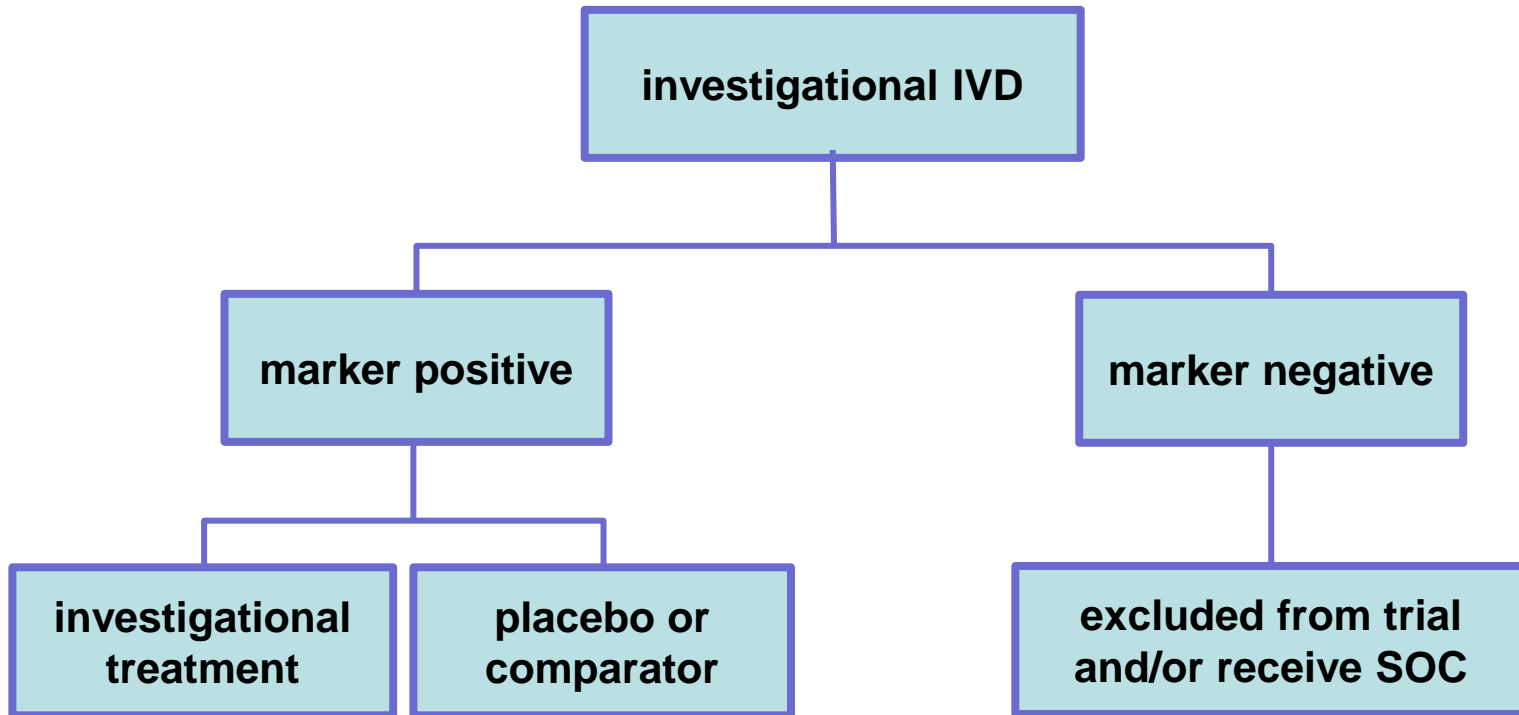 investigational IVD
marker positive
marker negative
investigational
treatment
placebo or
comparator
excluded from trial
and/or receive SOC